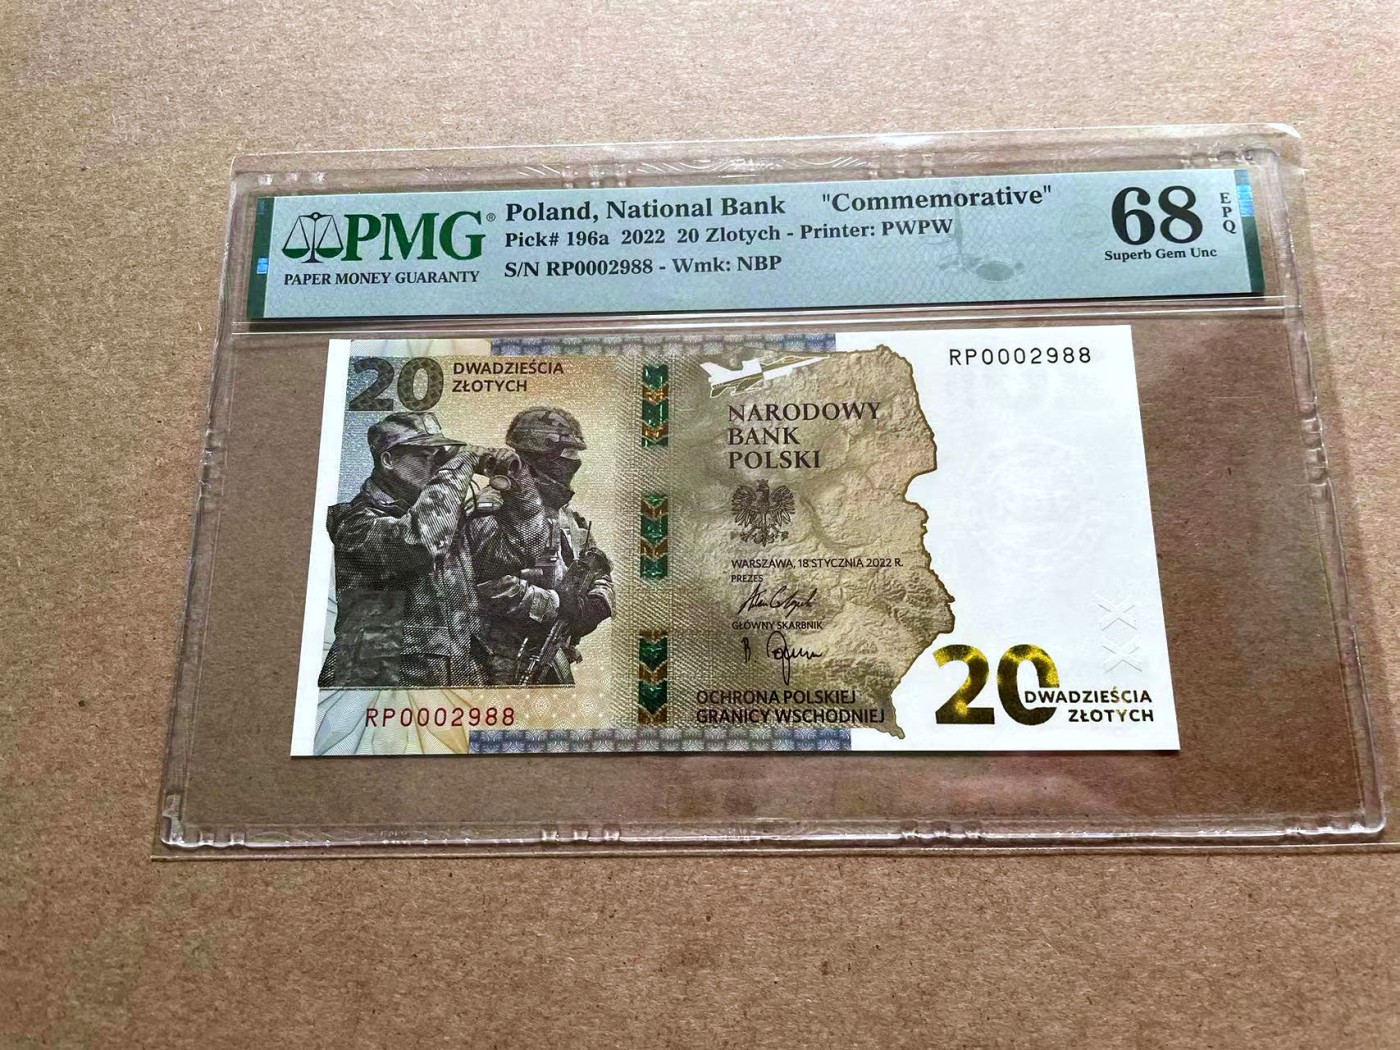 PMG®
PAPER MONEY GUARANTY
Poland, National Bank "Commemorative"
Pick# 196a 2022 20 Zlotych - Printer: PWPW
S/N RP0002988 - Wmk: NBP
68
EPQ
Superb Gem Unc
20 DWADZIEŚCIA
ZŁOTYCH
RP0002988
NARODOWY
BANK
POLSKI
WARSZAWA, 18 STYCZNIA 2022 R.
PREZES
GŁÓWNY SKARBNIK
OCHRONA POLSKIEJ
GRANICY WSCHODNIEJ
RP0002988
20 DWADZIEŚCIA
ZŁOTYCH